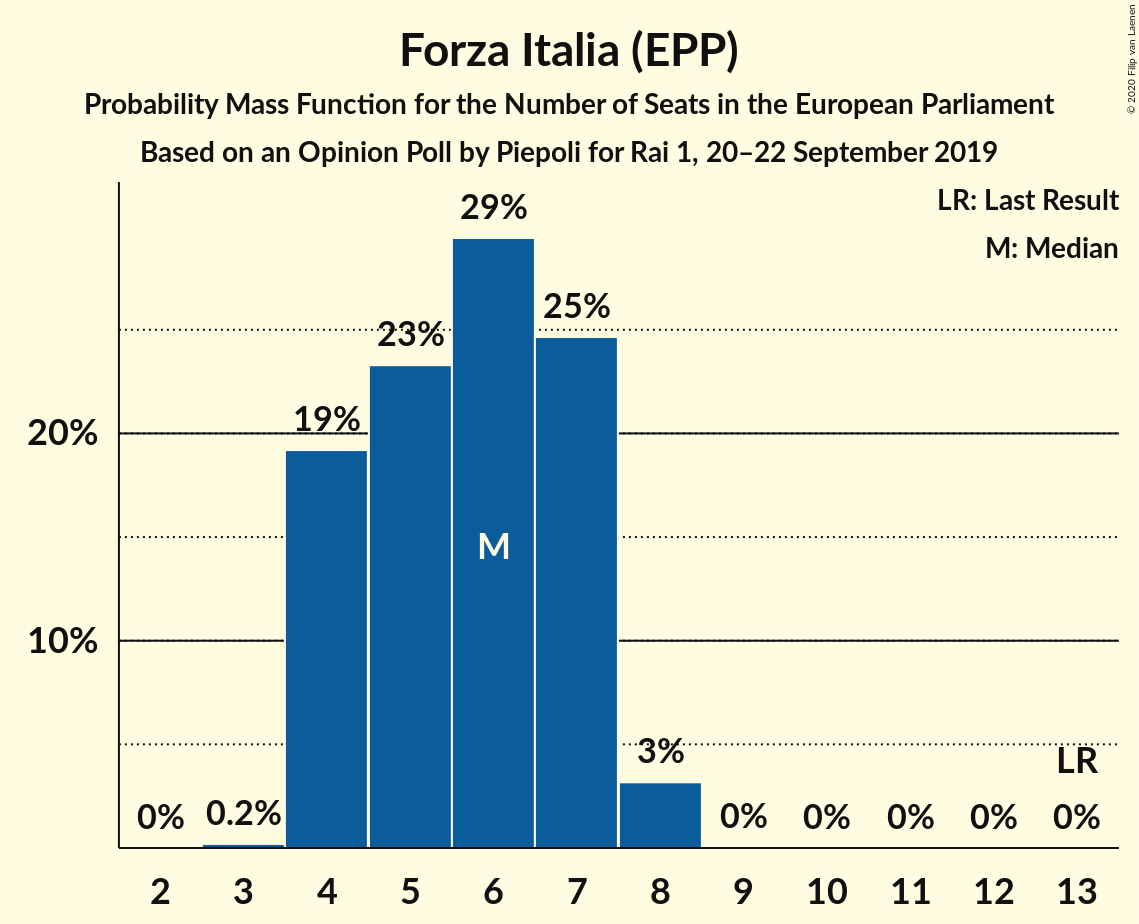 Forza Italia (EPP)
Probability Mass Function for the Number of Seats in the European Parliament
Based on an Opinion Poll by Piepoli for Rai 1, 20–22 September 2019
© 2020 Filip van Laenen
LR: Last Result
M: Median
29%
25%
23%
19%
20%
M
10%
3%
LR
0% 0.2% 0% 0% 0% 0% 0%
2 3 4 5 6 7 8 9 10 11 12 13